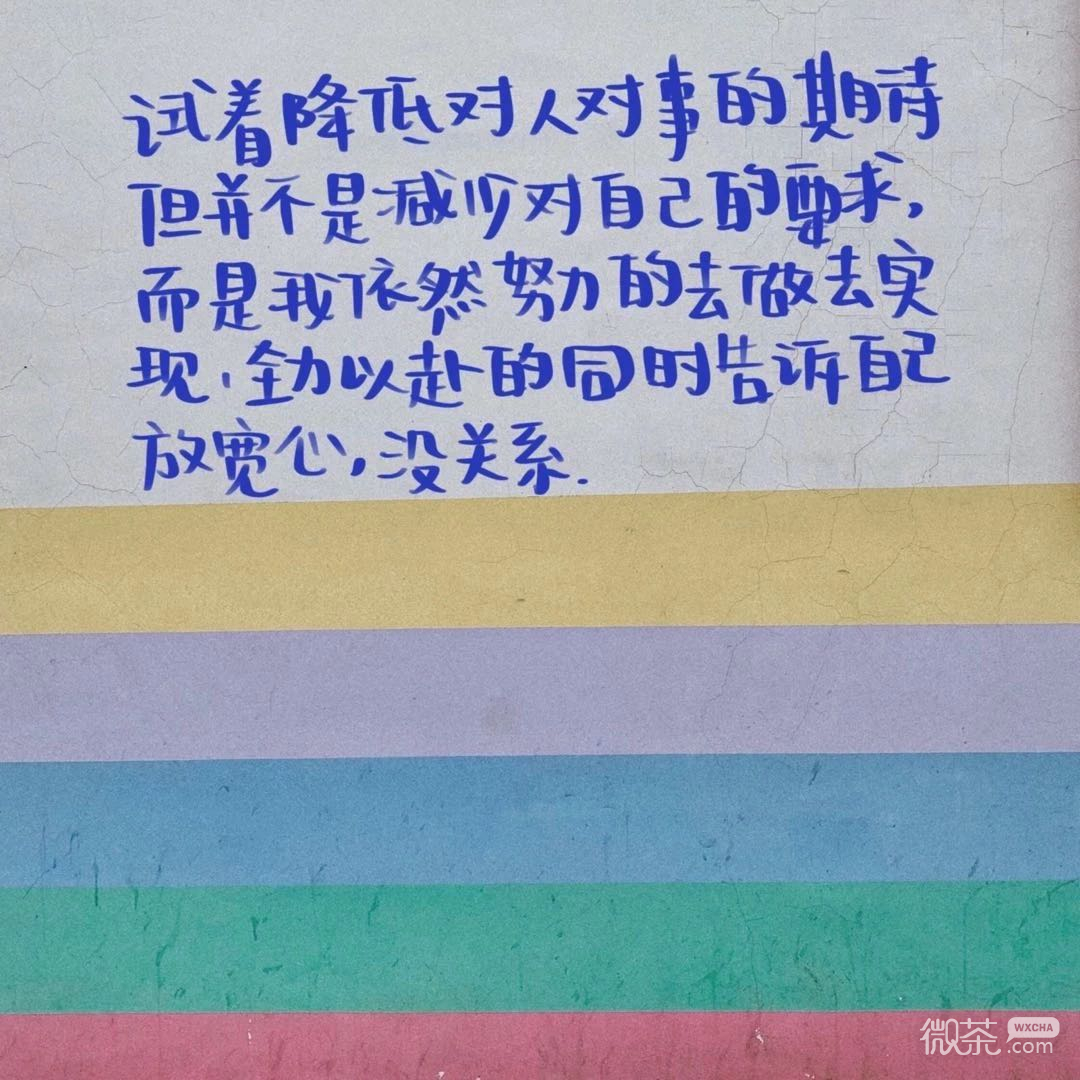 试着降低对人对事的期待
但并不是减少对自己的要求,
而是我依然努力的去做去实
现、全力以赴的同时告诉自己
放宽心,没关系.
微茶 WXCHA .com